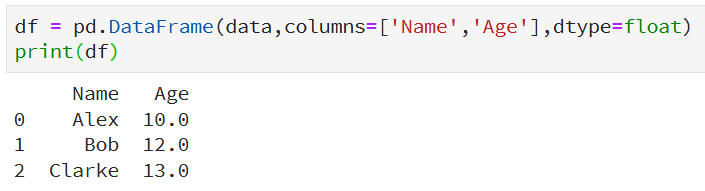 df = pd.DataFrame(data,columns=['Name','Age'],dtype=float)
print(df)
Name Age
0 Alex 10.0
1 Bob 12.0
2 Clarke 13.0